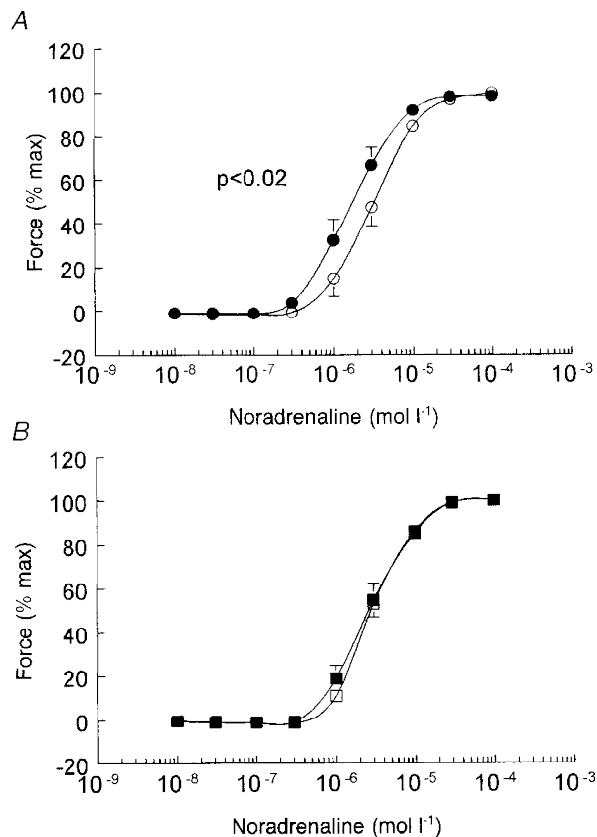 A
120
100
80
60
40
20
0
-20
Force (% max)
p<0.02
10⁻⁹ 10⁻⁸ 10⁻⁷ 10⁻⁶ 10⁻⁵ 10⁻⁴ 10⁻³
Noradrenaline (mol l⁻¹)
B
120
100
80
60
40
20
0
-20
Force (% max)
10⁻⁹ 10⁻⁸ 10⁻⁷ 10⁻⁶ 10⁻⁵ 10⁻⁴ 10⁻³
Noradrenaline (mol l⁻¹)